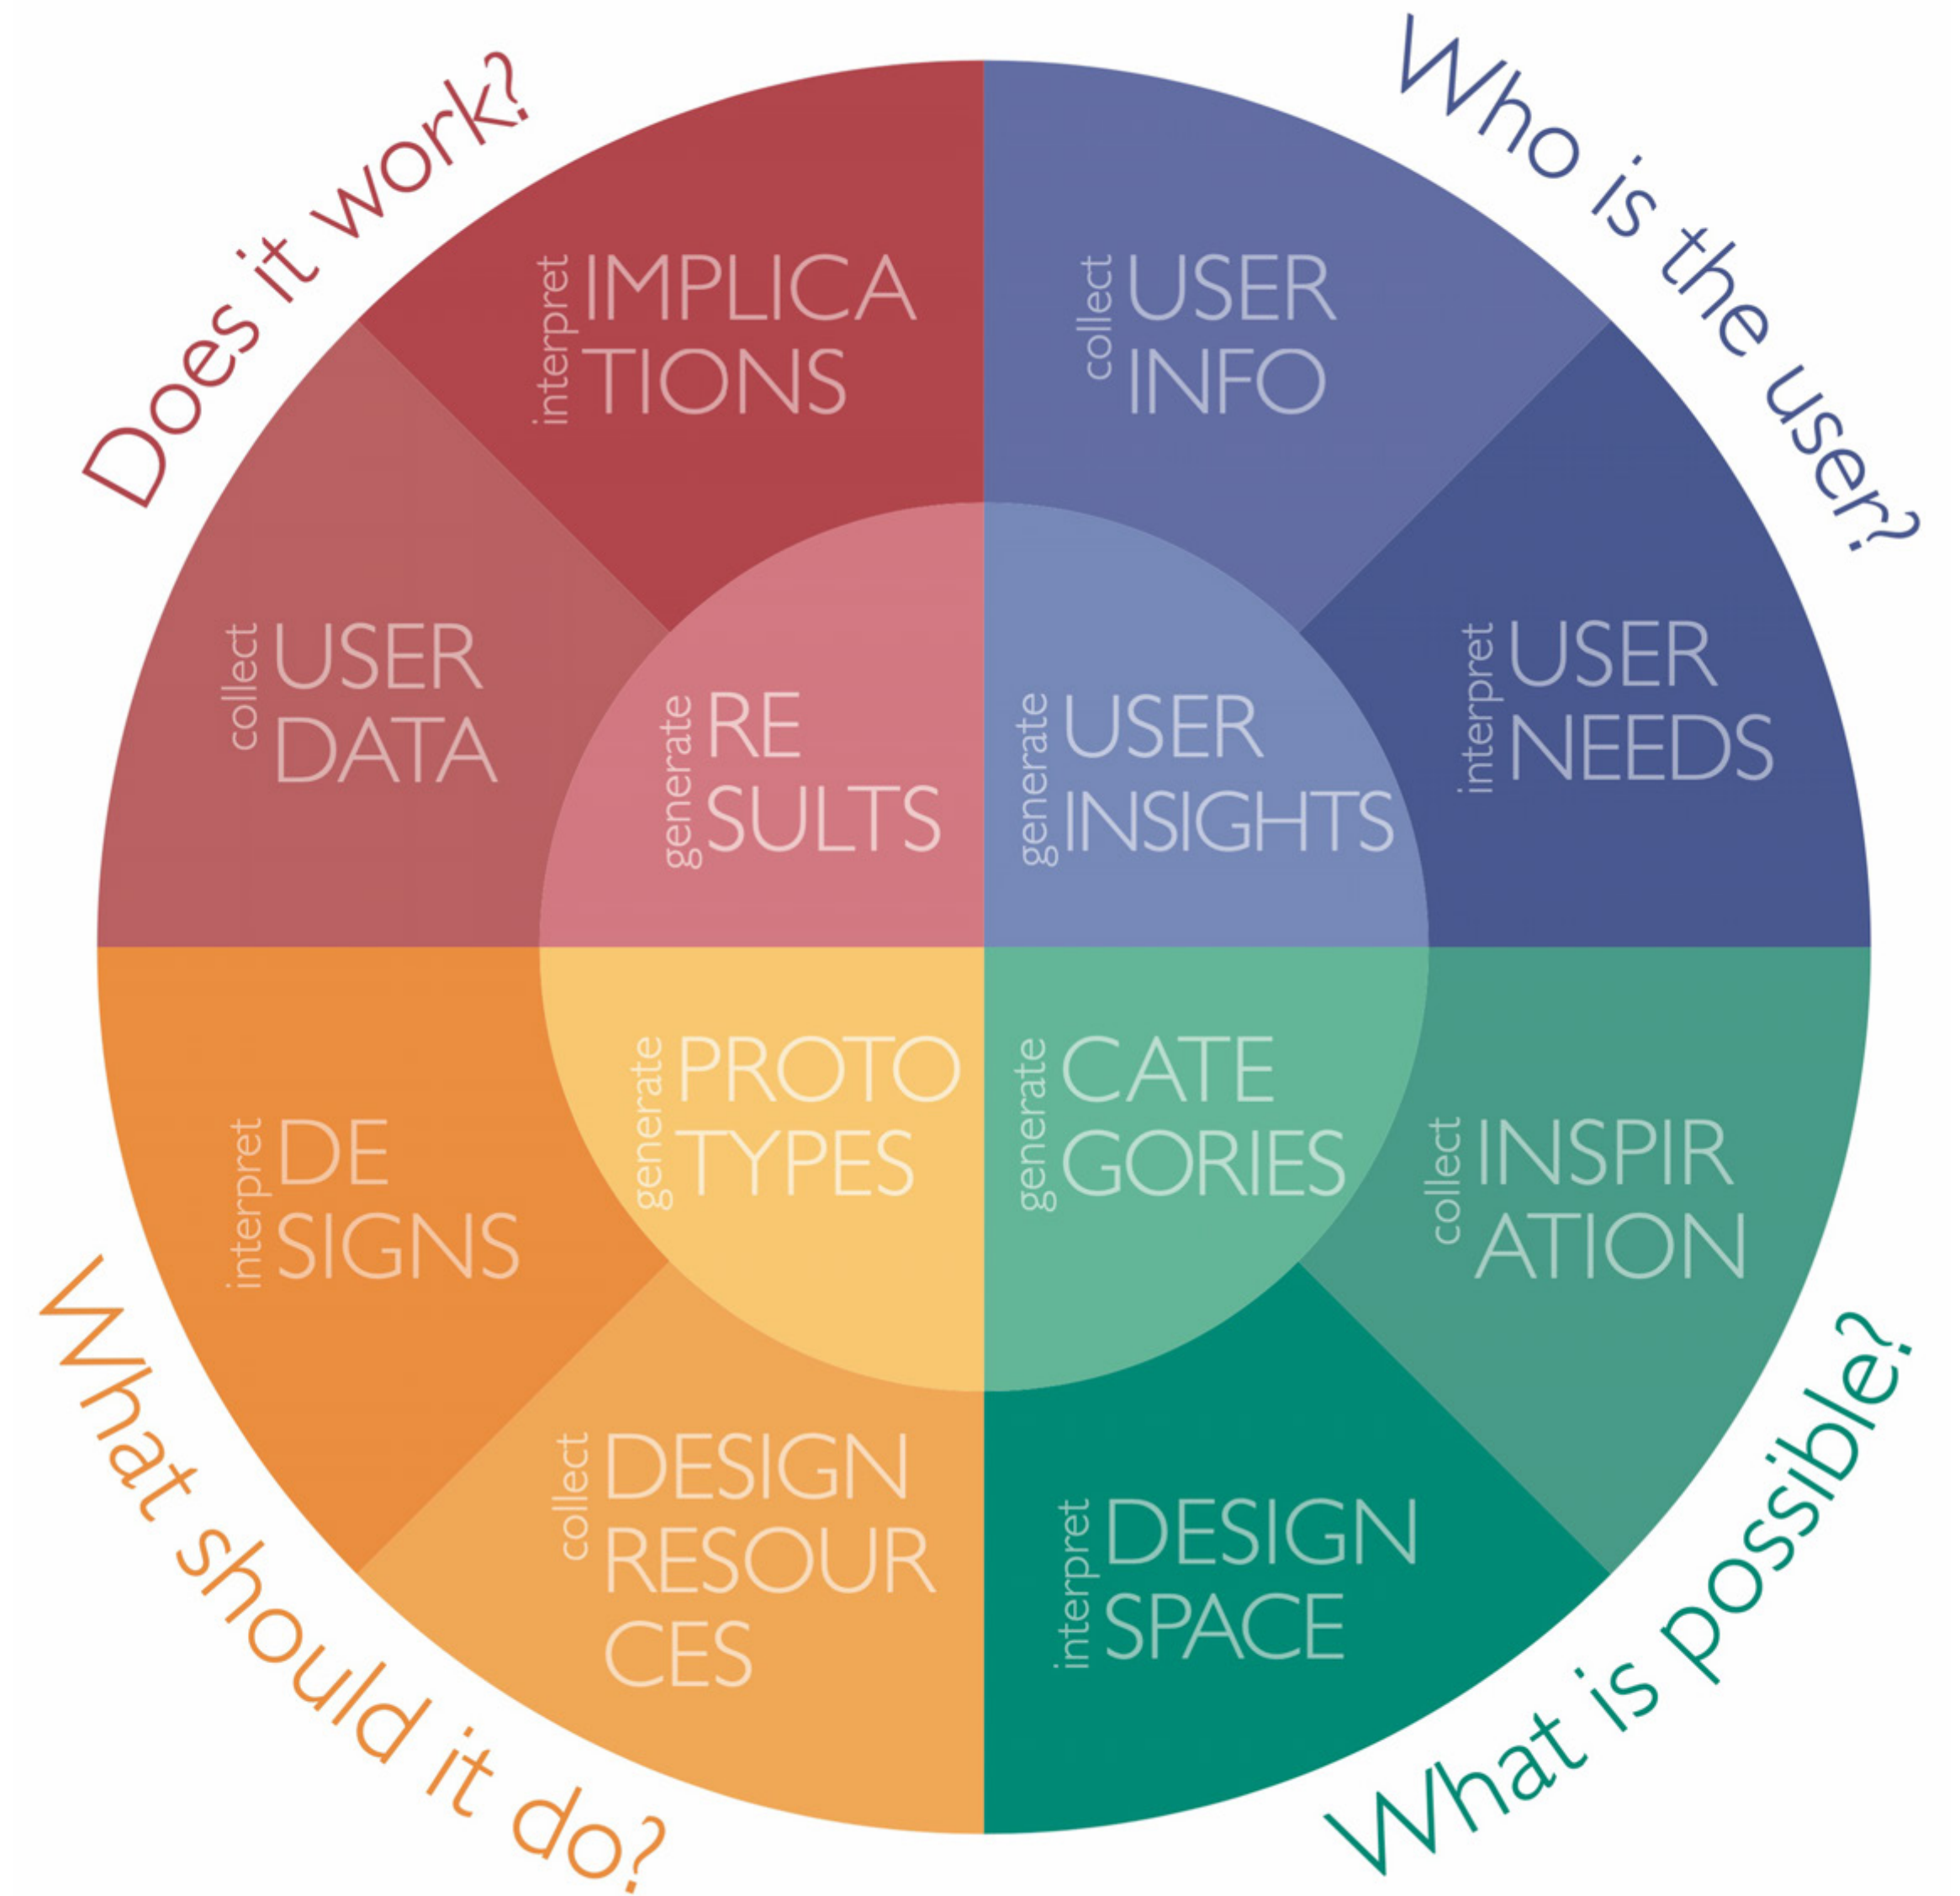 Does it work?
Who is the user?
interpret
IMPLICA
TIONS
collect
USER
INFO
collect
USER
DATA
generate
RE
SULTS
generate
USER
INSIGHTS
interpret
USER
NEEDS
interpret
DE
SIGNS
generate
PROTO
TYPES
generate
CATE
GORIES
collect
INSPIR
ATION
collect
DESIGN
RESOUR
CES
interpret
DESIGN
SPACE
What should it do?
What is possible?